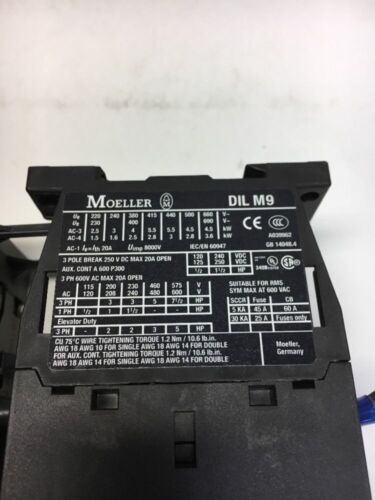 MOELLER DIL M9
Ue 220 240 380 415 440 500 660 V~
Ue 230 400 690 V~
AC-3 2.5 3 4 5.5 5.5 4.5 4.5 kW
AC-4 1.5 1.6 2.5 2.5 2.8 2.8 3.6 kW
AC-1 Ie=Ith 20A Uimp 8000V IEC/EN 60947
A039962
GB 14048.4
3 POLE BREAK 250 V DC MAX 20A OPEN
AUX. CONT A 600 P300
3 PH 600V AC MAX 20A OPEN
120 240 VDC
125 250 VDC
1/2 1 1/2 HP
115 200 230 460 575 V
AC 120 208 240 480 600 V
3 PH 1 3 3 5 7 1/2 HP
1 PH 1/2 1 1 1/2 - - HP
Elevator Duty
3 PH - 2 2 3 5 HP
SUITABLE FOR RMS
SYM MAX AT 600 VAC
SCCR Fuse CB
5 KA 45 A 60 A
30 KA 25 A Fuses only
CU 75°C WIRE TIGHTENING TORQUE 1.2 Nm / 10.6 lb.in.
AWG 18 AWG 10 FOR SINGLE AWG 18 AWG 14 FOR DOUBLE
FOR AUX. CONT. TIGHTENING TORQUE 1.2 Nm / 10.6 lb.in.
AWG 18 AWG 14 FOR SINGLE AWG 18 AWG 14 FOR DOUBLE
Moeller,
Germany